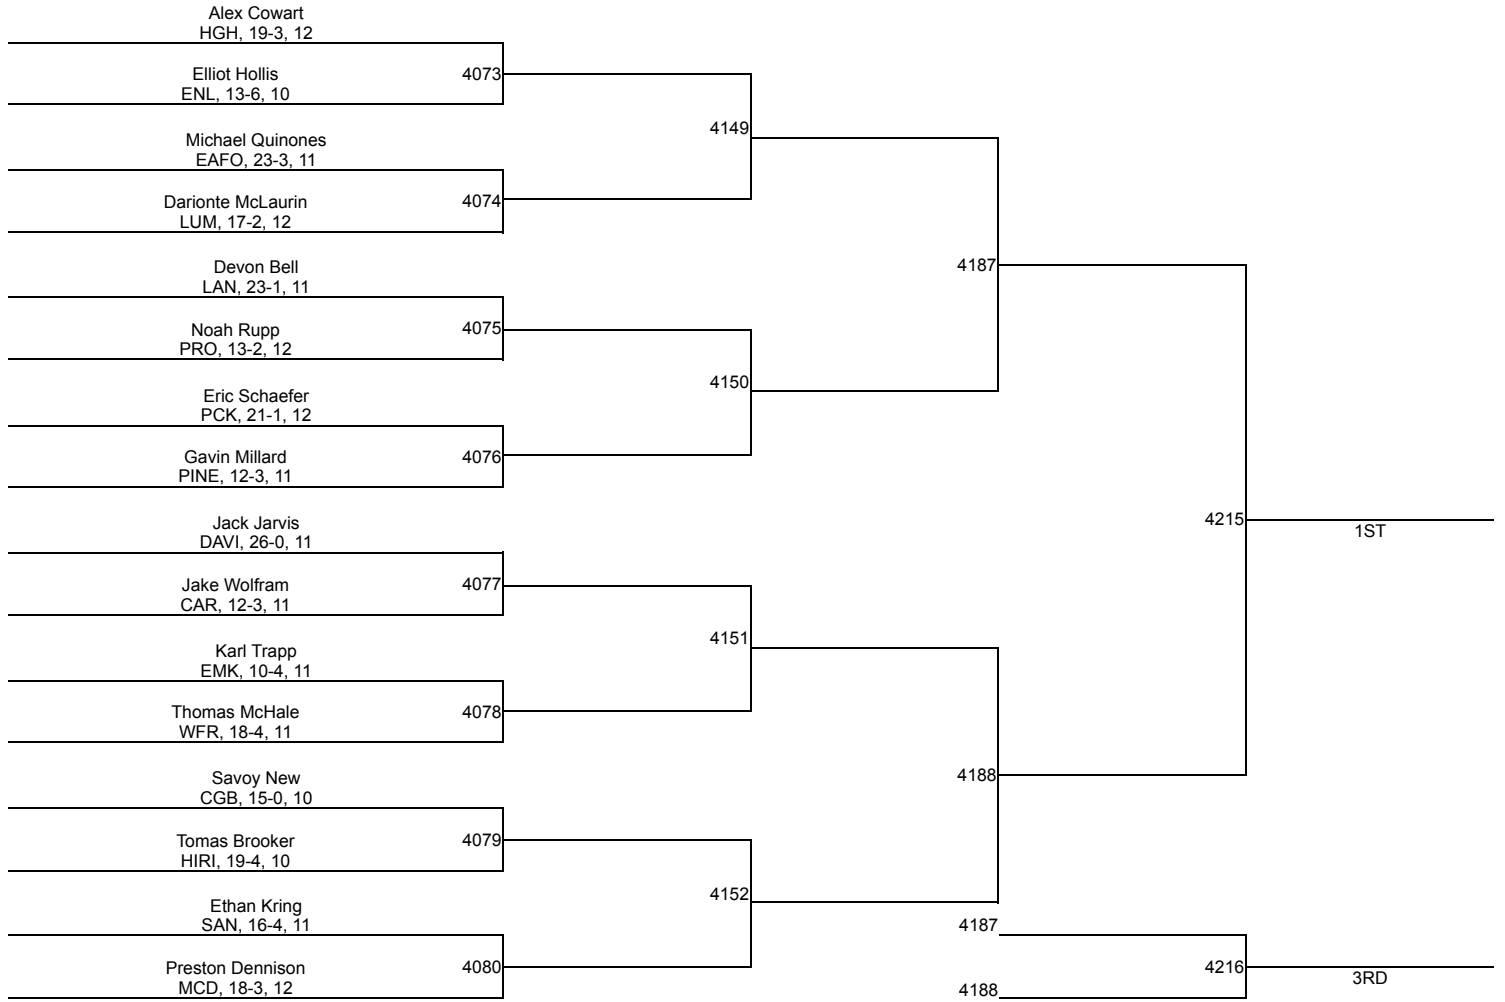 Alex Cowart
HGH, 19-3, 12
Elliot Hollis
ENL, 13-6, 10
4073
Michael Quinones
EAFO, 23-3, 11
Darionte McLaurin
LUM, 17-2, 12
4074
Devon Bell
LAN, 23-1, 11
Noah Rupp
PRO, 13-2, 12
4075
Eric Schaefer
PCK, 21-1, 12
Gavin Millard
PINE, 12-3, 11
4076
Jack Jarvis
DAVI, 26-0, 11
Jake Wolfram
CAR, 12-3, 11
4077
Karl Trapp
EMK, 10-4, 11
Thomas McHale
WFR, 18-4, 11
4078
Savoy New
CGB, 15-0, 10
Tomas Brooker
HIRI, 19-4, 10
4079
Ethan Kring
SAN, 16-4, 11
Preston Dennison
MCD, 18-3, 12
4080
4149
4150
4151
4152
4187
4188
4215
1ST
4187
4188
4216
3RD